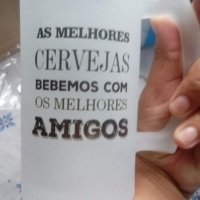 AS MELHORES
CERVEJAS
BEBEMOS COM
OS MELHORES
AMIGOS